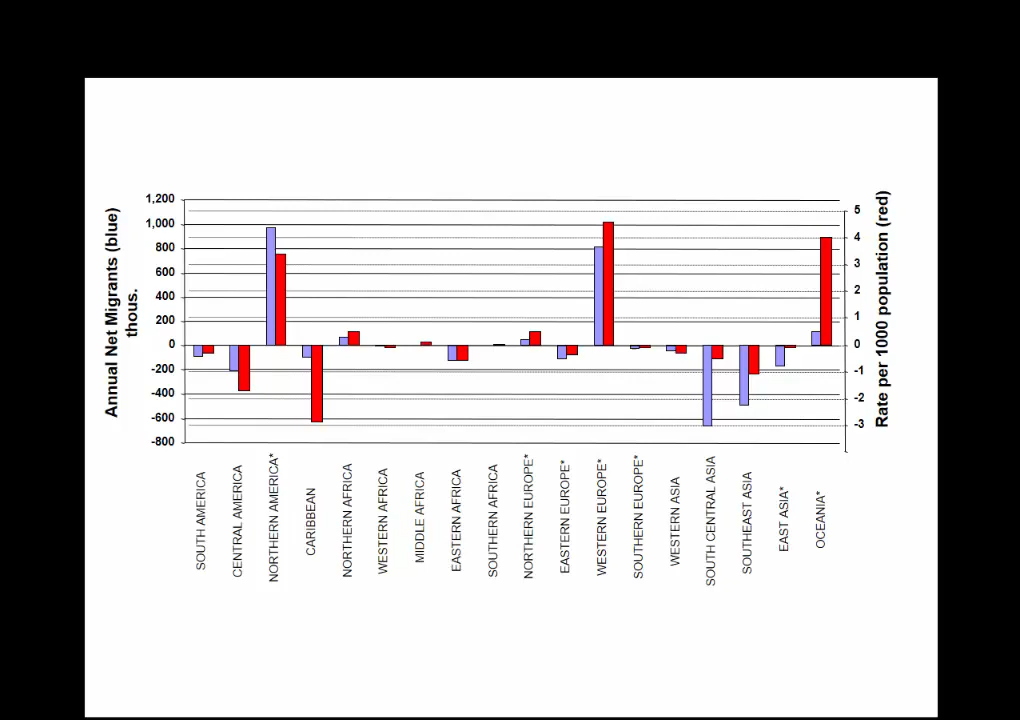 Annual Net Migrants (blue)
thous.
1,200
1,000
800
600
400
200
0
-200
-400
-600
-800
5
4
3
2
1
0
-1
-2
-3
Rate per 1000 population (red)
SOUTH AMERICA
CENTRAL AMERICA
NORTHERN AMERICA*
CARIBBEAN
NORTHERN AFRICA
WESTERN AFRICA
MIDDLE AFRICA
EASTERN AFRICA
SOUTHERN AFRICA
NORTHERN EUROPE*
EASTERN EUROPE*
WESTERN EUROPE*
SOUTHERN EUROPE*
WESTERN ASIA
SOUTH CENTRAL ASIA
SOUTHEAST ASIA
EAST ASIA*
OCEANIA*